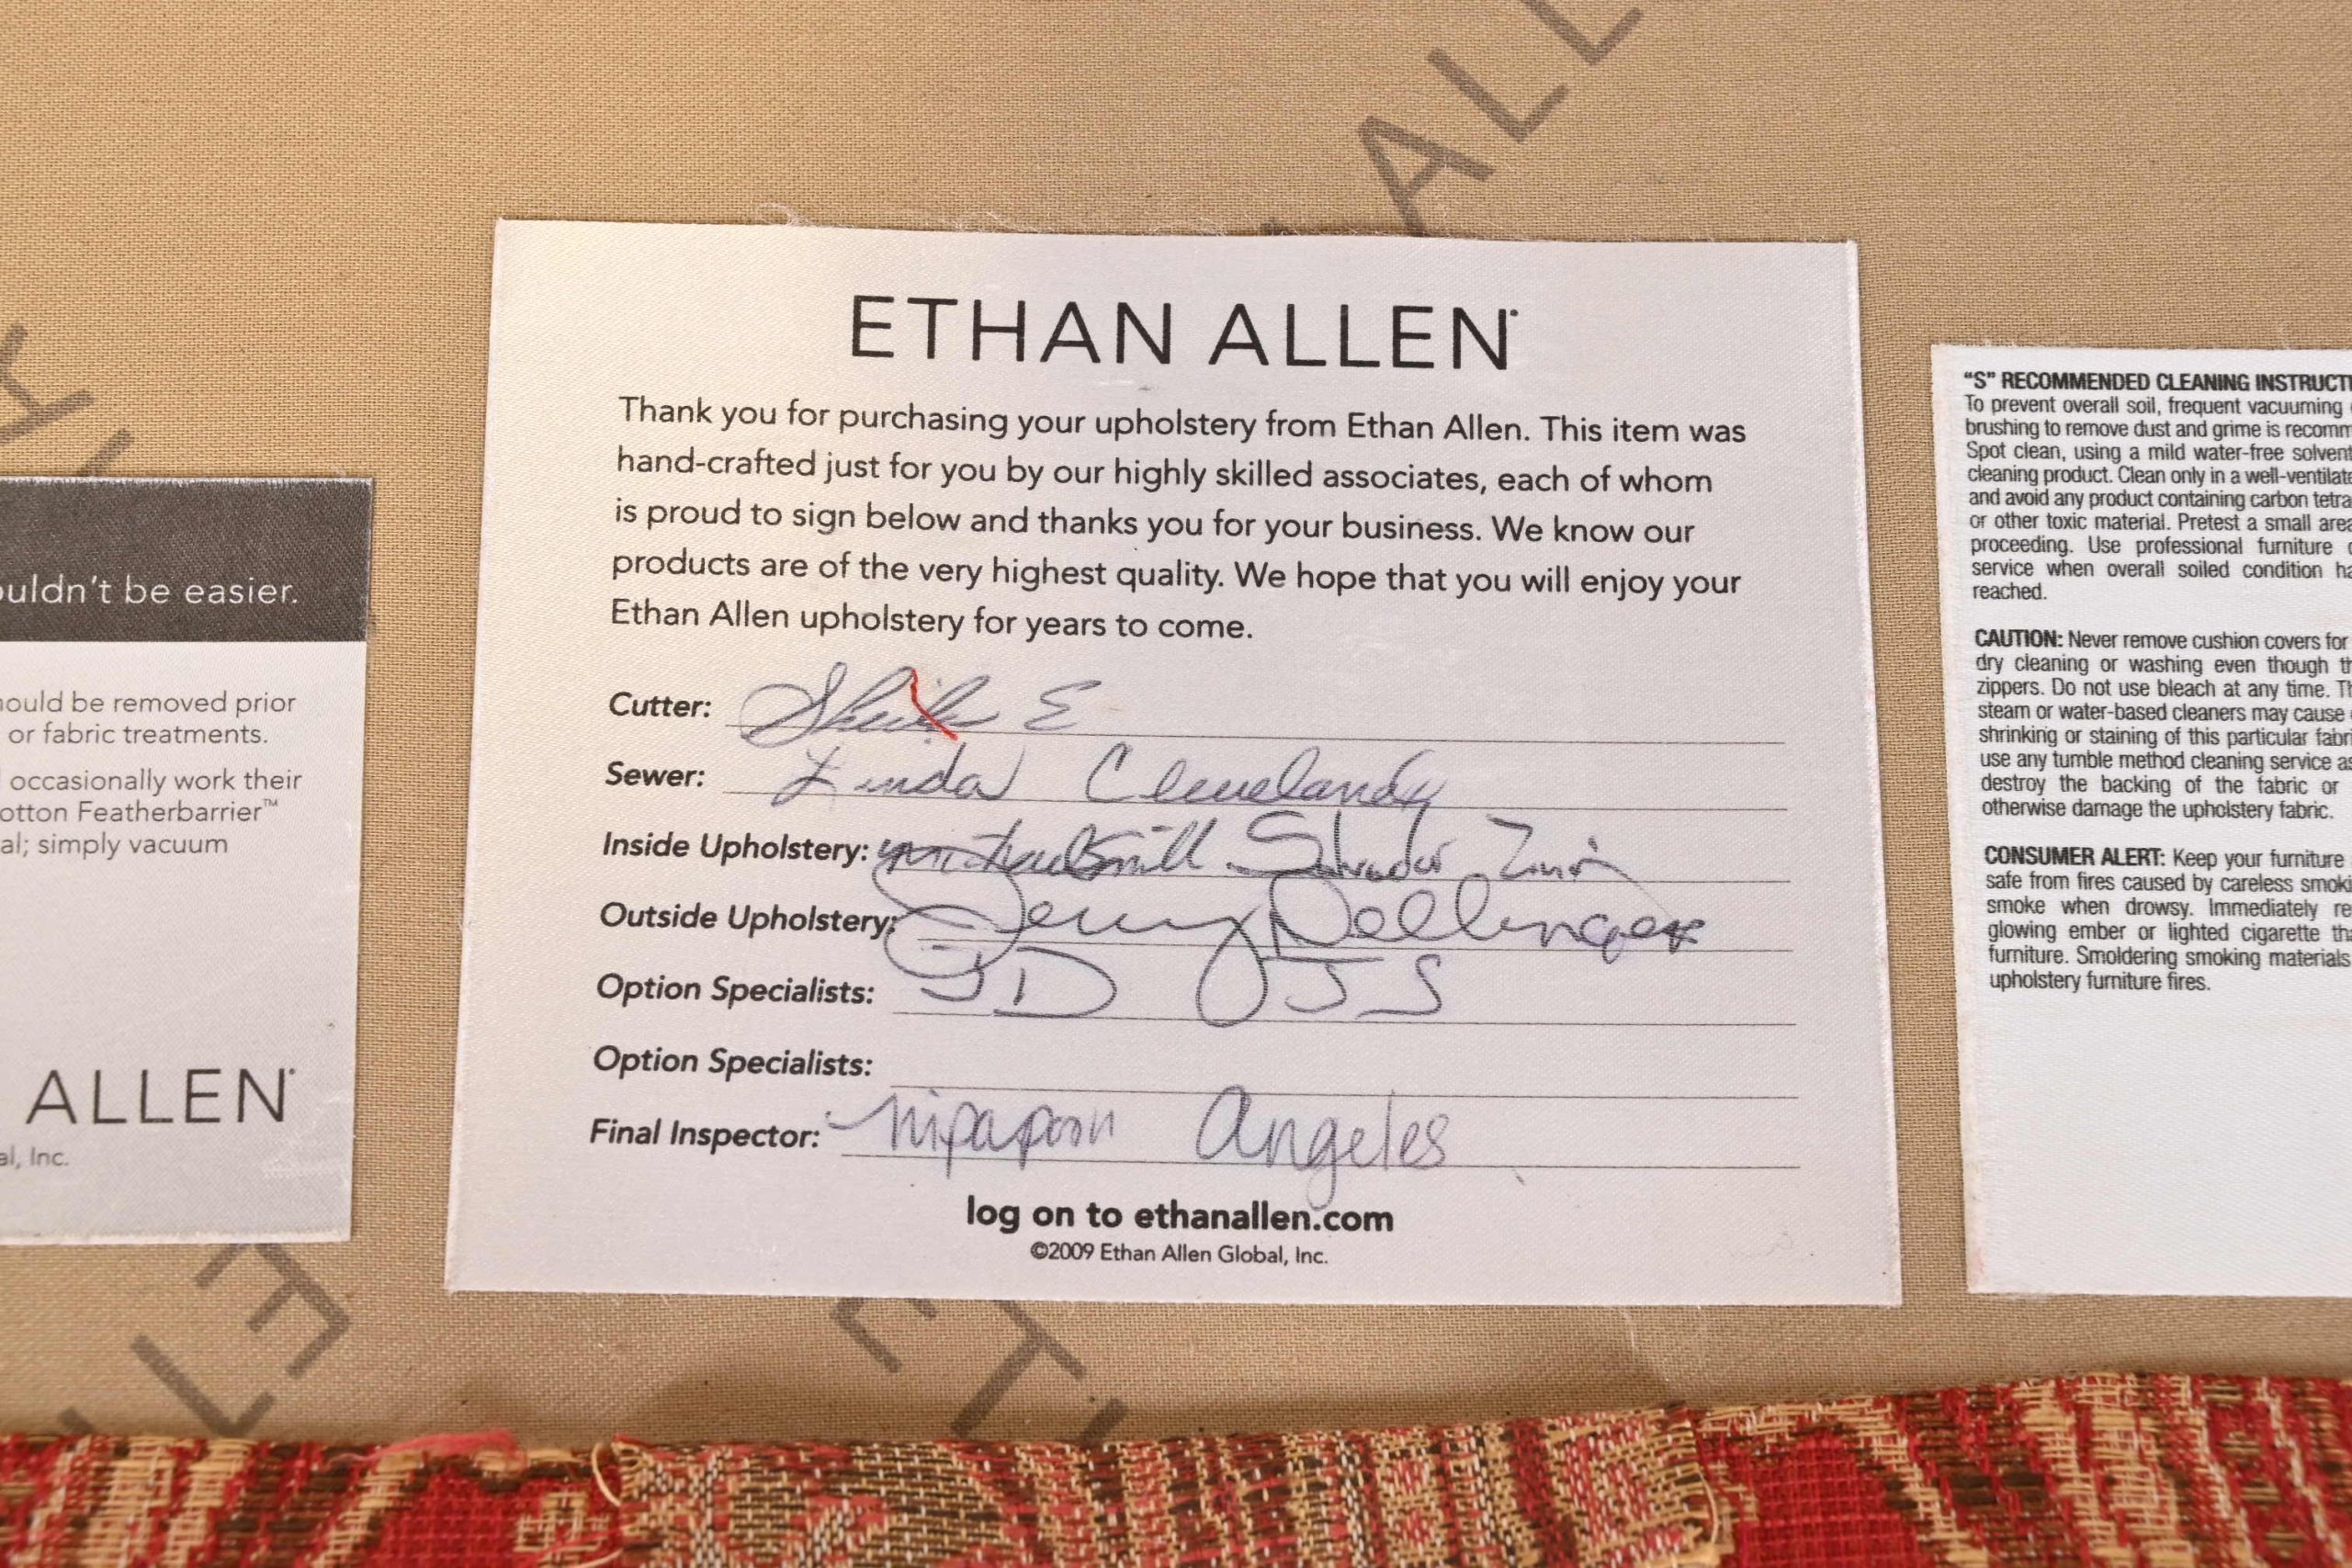 ALL
ouldn't be easier.
ould be removed prior
or fabric treatments.
occasionally work their
otton Featherbarrier™
al; simply vacuum
ALLEN
al, Inc.
ETHAN ALLEN
Thank you for purchasing your upholstery from Ethan Allen. This item was
hand-crafted just for you by our highly skilled associates, each of whom
is proud to sign below and thanks you for your business. We know our
products are of the very highest quality. We hope that you will enjoy your
Ethan Allen upholstery for years to come.
Cutter: Sheila E
Sewer: Linda
Inside Upholstery: Salvador
Outside Upholstery: Jerry Dellinger
Option Specialists: JD JS
Option Specialists:
Final Inspector: nipapon Angeles
log on to ethanallen.com
©2009 Ethan Allen Global, Inc.
"S" RECOMMENDED CLEANING INSTRUCTI
To prevent overall soil, frequent vacuuming
brushing to remove dust and grime is recomm
Spot clean, using a mild water-free solvent
cleaning product. Clean only in a well-ventilate
and avoid any product containing carbon tetra
or other toxic material. Pretest a small area
proceeding. Use professional furniture
service when overall soiled condition ha
reached.
CAUTION: Never remove cushion covers for
dry cleaning or washing even though th
zippers. Do not use bleach at any time. Th
steam or water-based cleaners may cause
shrinking or staining of this particular fabri
use any tumble method cleaning service as
destroy the backing of the fabric or
otherwise damage the upholstery fabric.
CONSUMER ALERT: Keep your furniture
safe from fires caused by careless smoki
smoke when drowsy. Immediately re
glowing ember or lighted cigarette tha
furniture. Smoldering smoking materials
upholstery furniture fires.